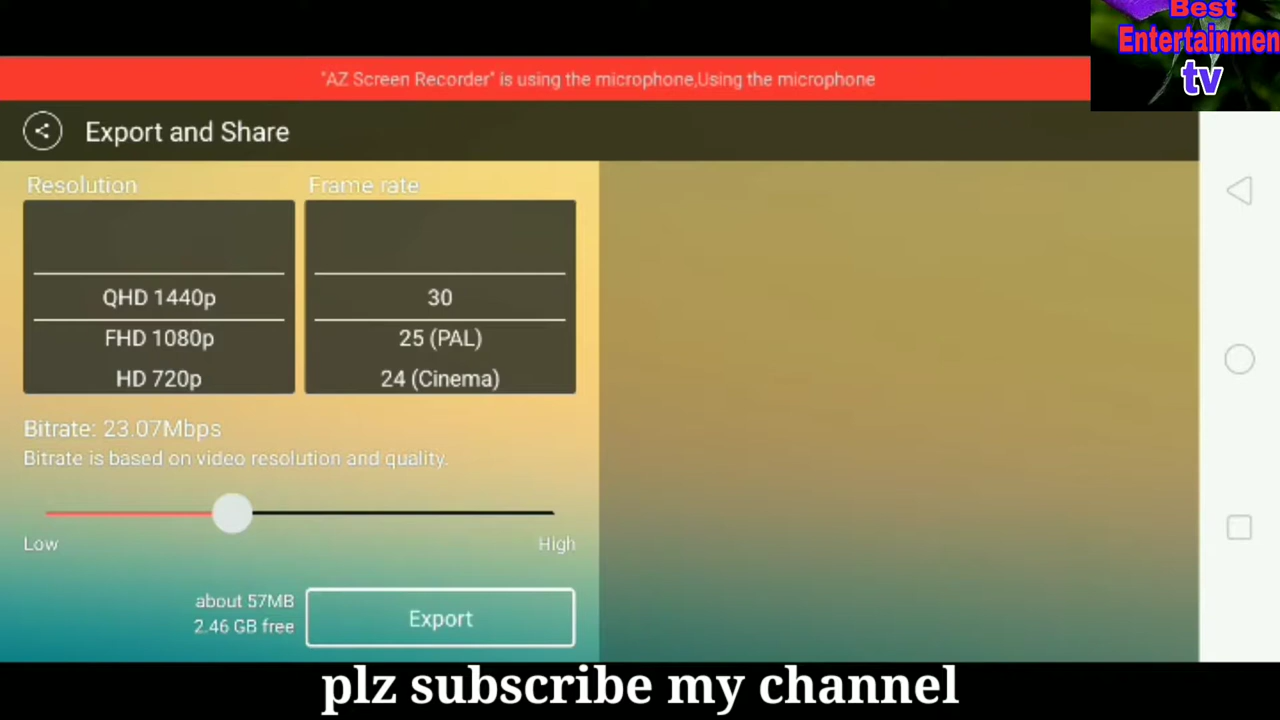 Best
Entertainmen
tv
"AZ Screen Recorder" is using the microphone,Using the microphone
Export and Share
Resolution
Frame rate
QHD 1440p
30
FHD 1080p
25 (PAL)
HD 720p
24 (Cinema)
Bitrate: 23.07Mbps
Bitrate is based on video resolution and quality.
Low
High
about 57MB
2.46 GB free
Export
plz subscribe my channel